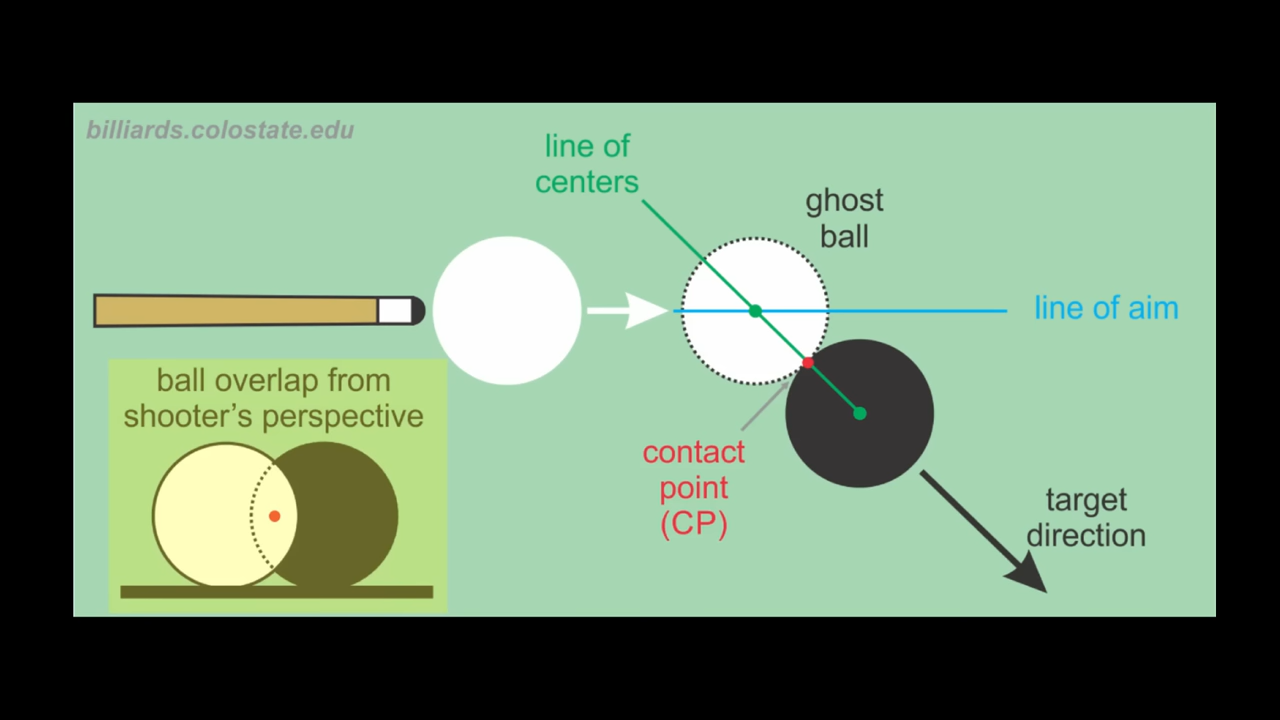 billiards.colostate.edu
line of
centers
ghost
ball
line of aim
ball overlap from
shooter's perspective
contact
point
(CP)
target
direction